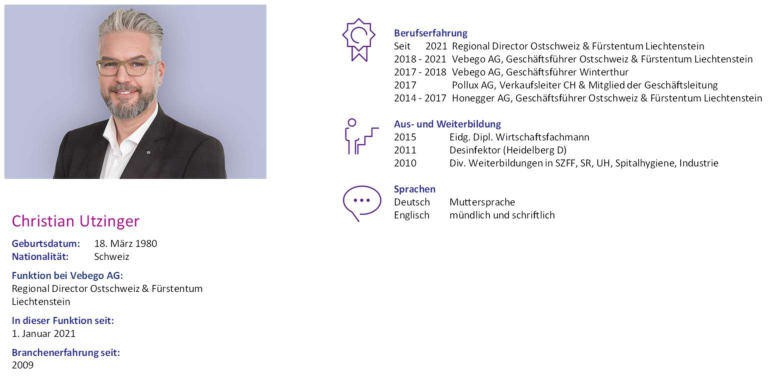 Christian Utzinger
Geburtsdatum: 18. März 1980
Nationalität: Schweiz
Funktion bei Vebego AG:
Regional Director Ostschweiz & Fürstentum
Liechtenstein
In dieser Funktion seit:
1. Januar 2021
Branchenerfahrung seit:
2009
Berufserfahrung
Seit 2021 Regional Director Ostschweiz & Fürstentum Liechtenstein
2018 - 2021 Vebego AG, Geschäftsführer Ostschweiz & Fürstentum Liechtenstein
2017 - 2018 Vebego AG, Geschäftsführer Winterthur
2017 Pollux AG, Verkaufsleiter CH & Mitglied der Geschäftsleitung
2014 - 2017 Honegger AG, Geschäftsführer Ostschweiz & Fürstentum Liechtenstein
Aus- und Weiterbildung
2015 Eidg. Dipl. Wirtschaftsfachmann
2011 Desinfektor (Heidelberg D)
2010 Div. Weiterbildungen in SZFF, SR, UH, Spitalhygiene, Industrie
Sprachen
Deutsch Muttersprache
Englisch mündlich und schriftlich